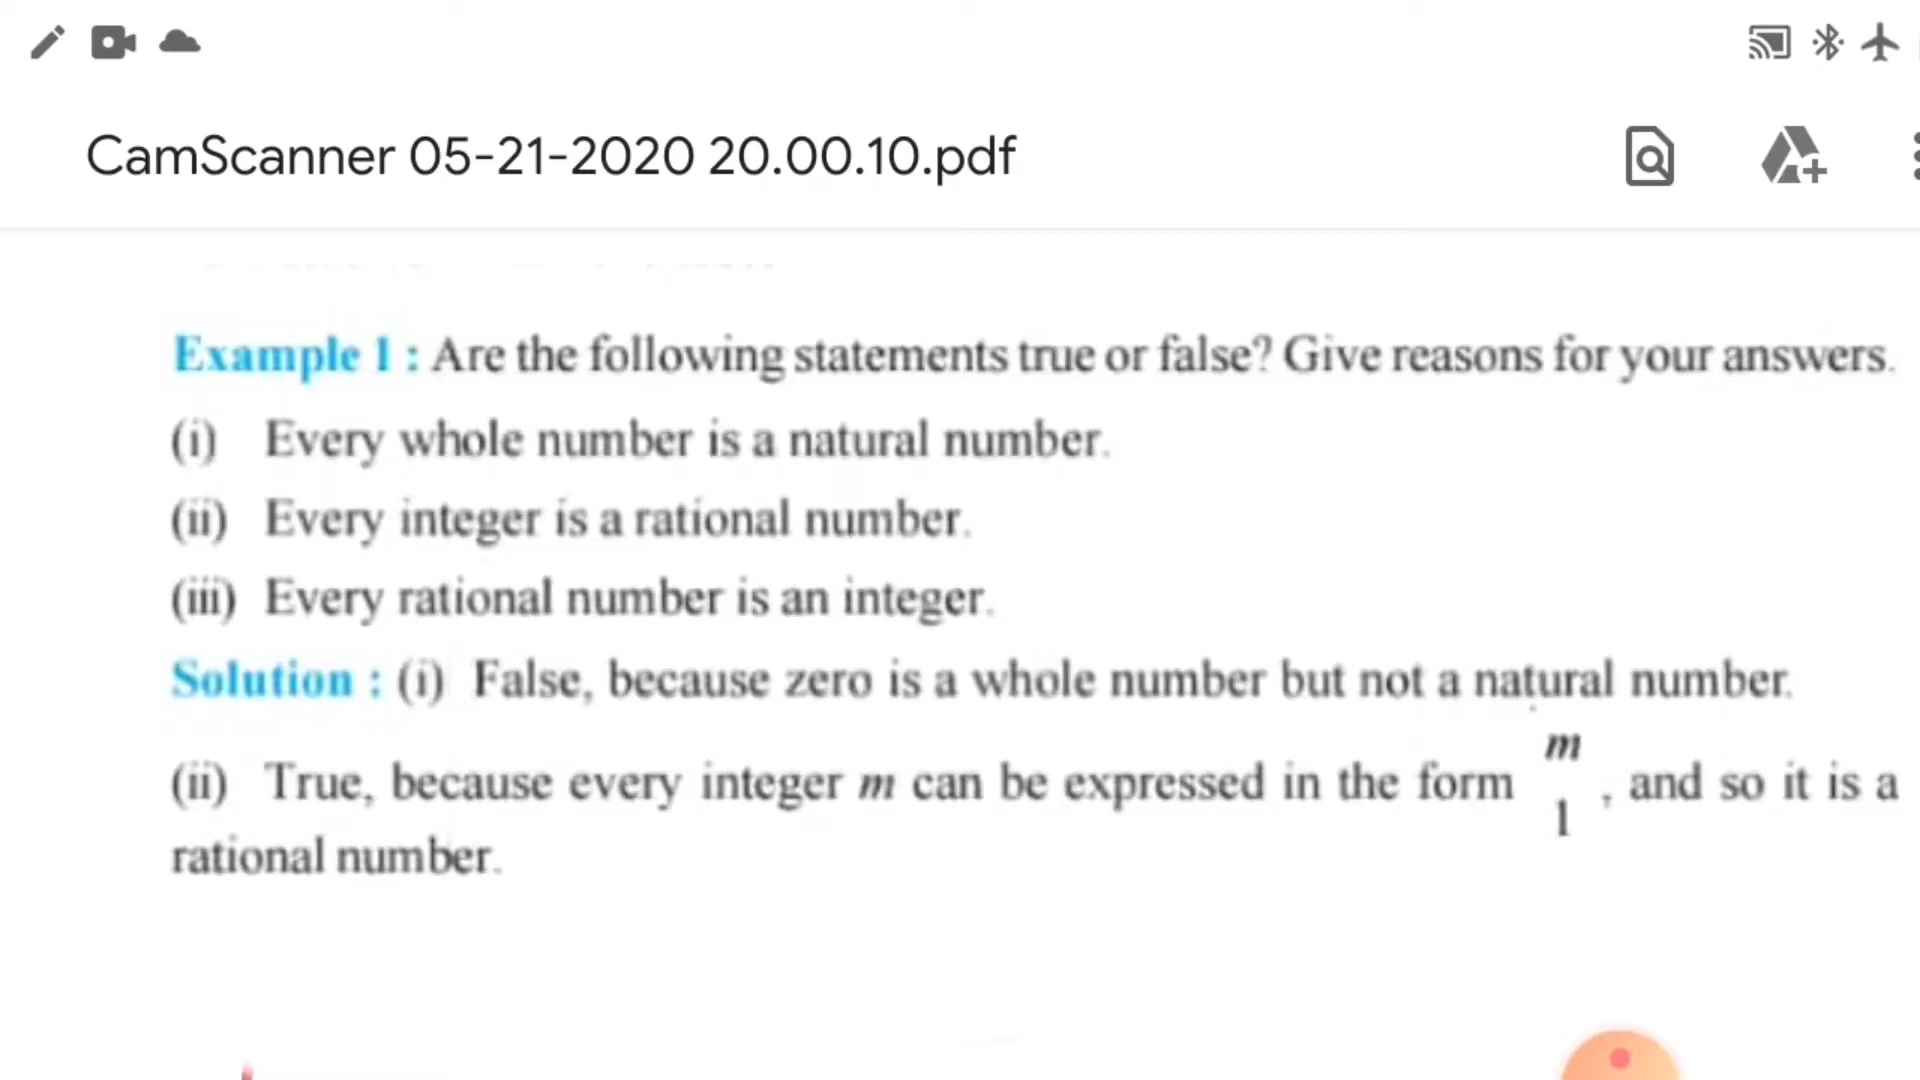 CamScanner 05-21-2020 20.00.10.pdf
Example 1 : Are the following statements true or false? Give reasons for your answers.
(i) Every whole number is a natural number.
(ii) Every integer is a rational number.
(iii) Every rational number is an integer.
Solution : (i) False, because zero is a whole number but not a natural number.
(ii) True, because every integer m can be expressed in the form m/1, and so it is a
rational number.